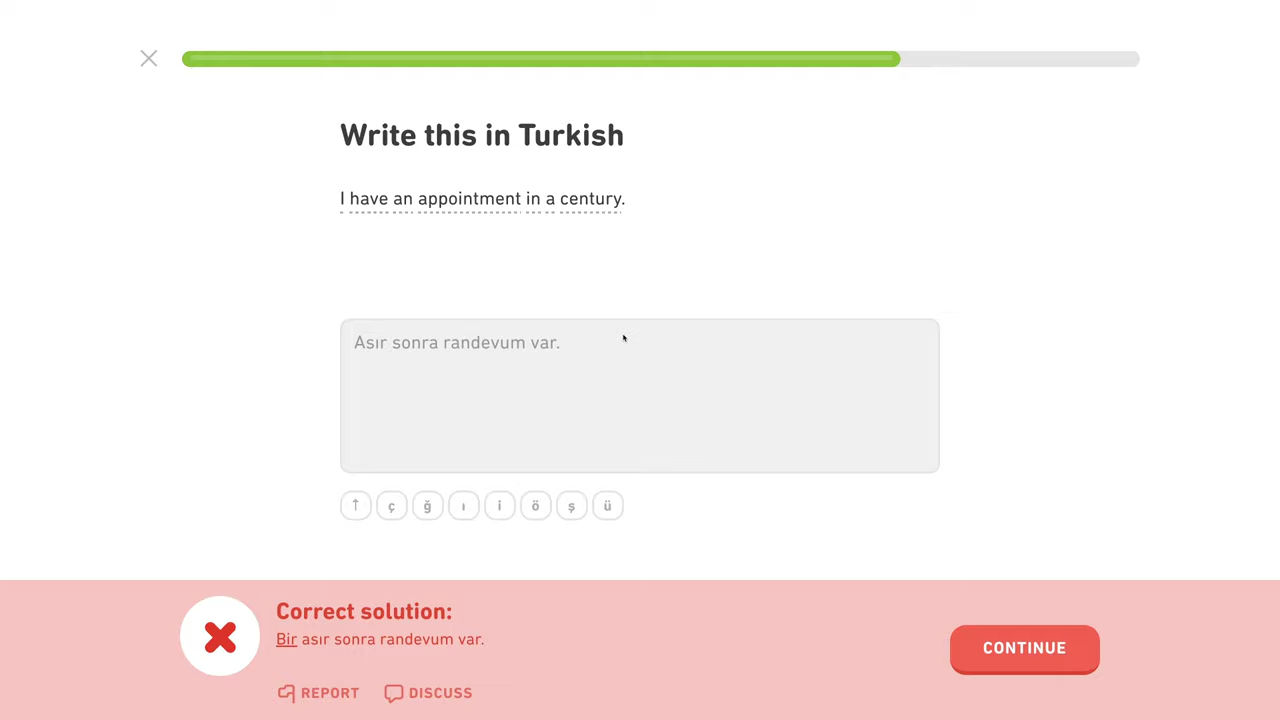 Write this in Turkish
I have an appointment in a century.
Asır sonra randevum var.
↑ ç ğ ı i ö ş ü
Correct solution:
Bir asır sonra randevum var.
REPORT DISCUSS
CONTINUE